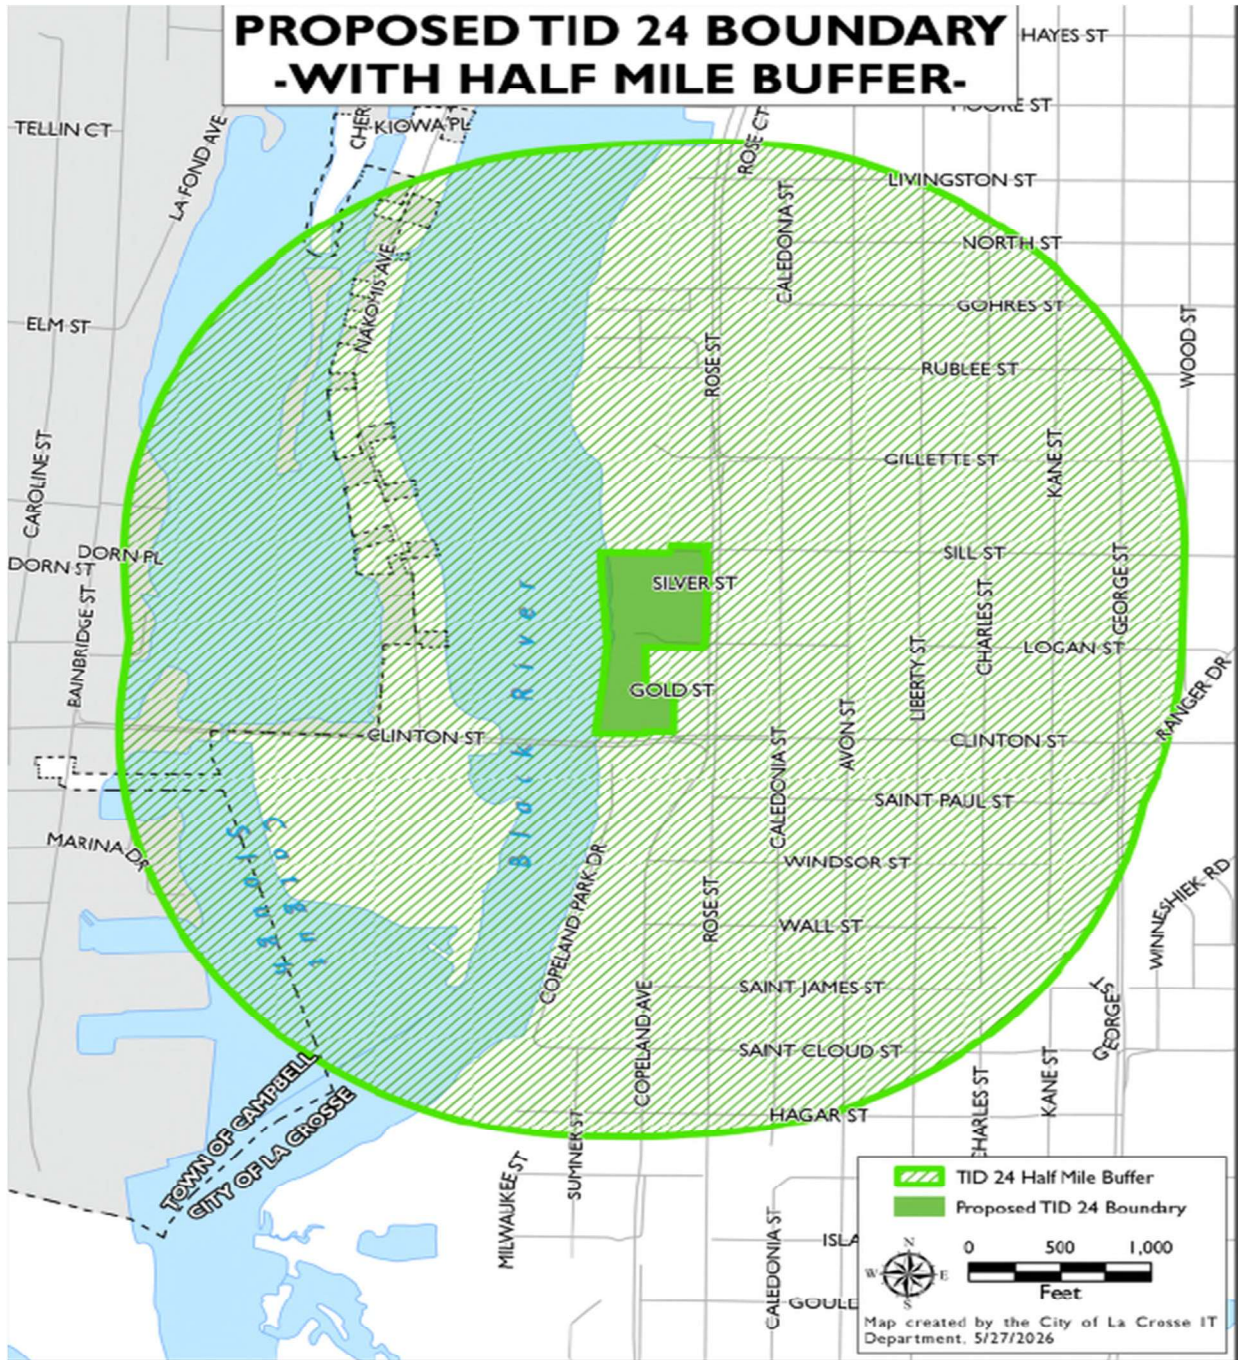 PROPOSED TID 24 BOUNDARY
-WITH HALF MILE BUFFER-
HAYES ST
MOORE ST
TELLIN CT
LA FOND AVE
CHER
KIOWA PL
ROSE CT
LIVINGSTON ST
CALEDONIA ST
NORTH ST
NAKOMIS AVE
GOHRES ST
ELM ST
WOOD ST
ROSE ST
RUBLEE ST
CAROLINE ST
GILLETTE ST
KANE ST
DORN PL
DORN ST
SILL ST
GEORGE ST
SILVER ST
BAINBRIDGE ST
CHARLES ST
LIBERTY ST
LOGAN ST
RANGER DR
GOLD ST
Black River
CLINTON ST
AVON ST
CLINTON ST
CALEDONIA ST
SAINT PAUL ST
MARINA DR
Colgut
Slough
WINDSOR ST
COPELAND PARK DR
ROSE ST
WALL ST
WINNESHIEK RD
SAINT JAMES ST
COPELAND AVE
GEORGE ST
SAINT CLOUD ST
KANE ST
CHARLES ST
TOWN OF CAMPBELL
CITY OF LA CROSSE
HAGAR ST
SUMNER ST
MILWAUKEE ST
CALEDONIA ST
ISLA
GOULD
TID 24 Half Mile Buffer
Proposed TID 24 Boundary
N
W E
S
0 500 1,000
Feet
Map created by the City of La Crosse IT
Department, 5/27/2026